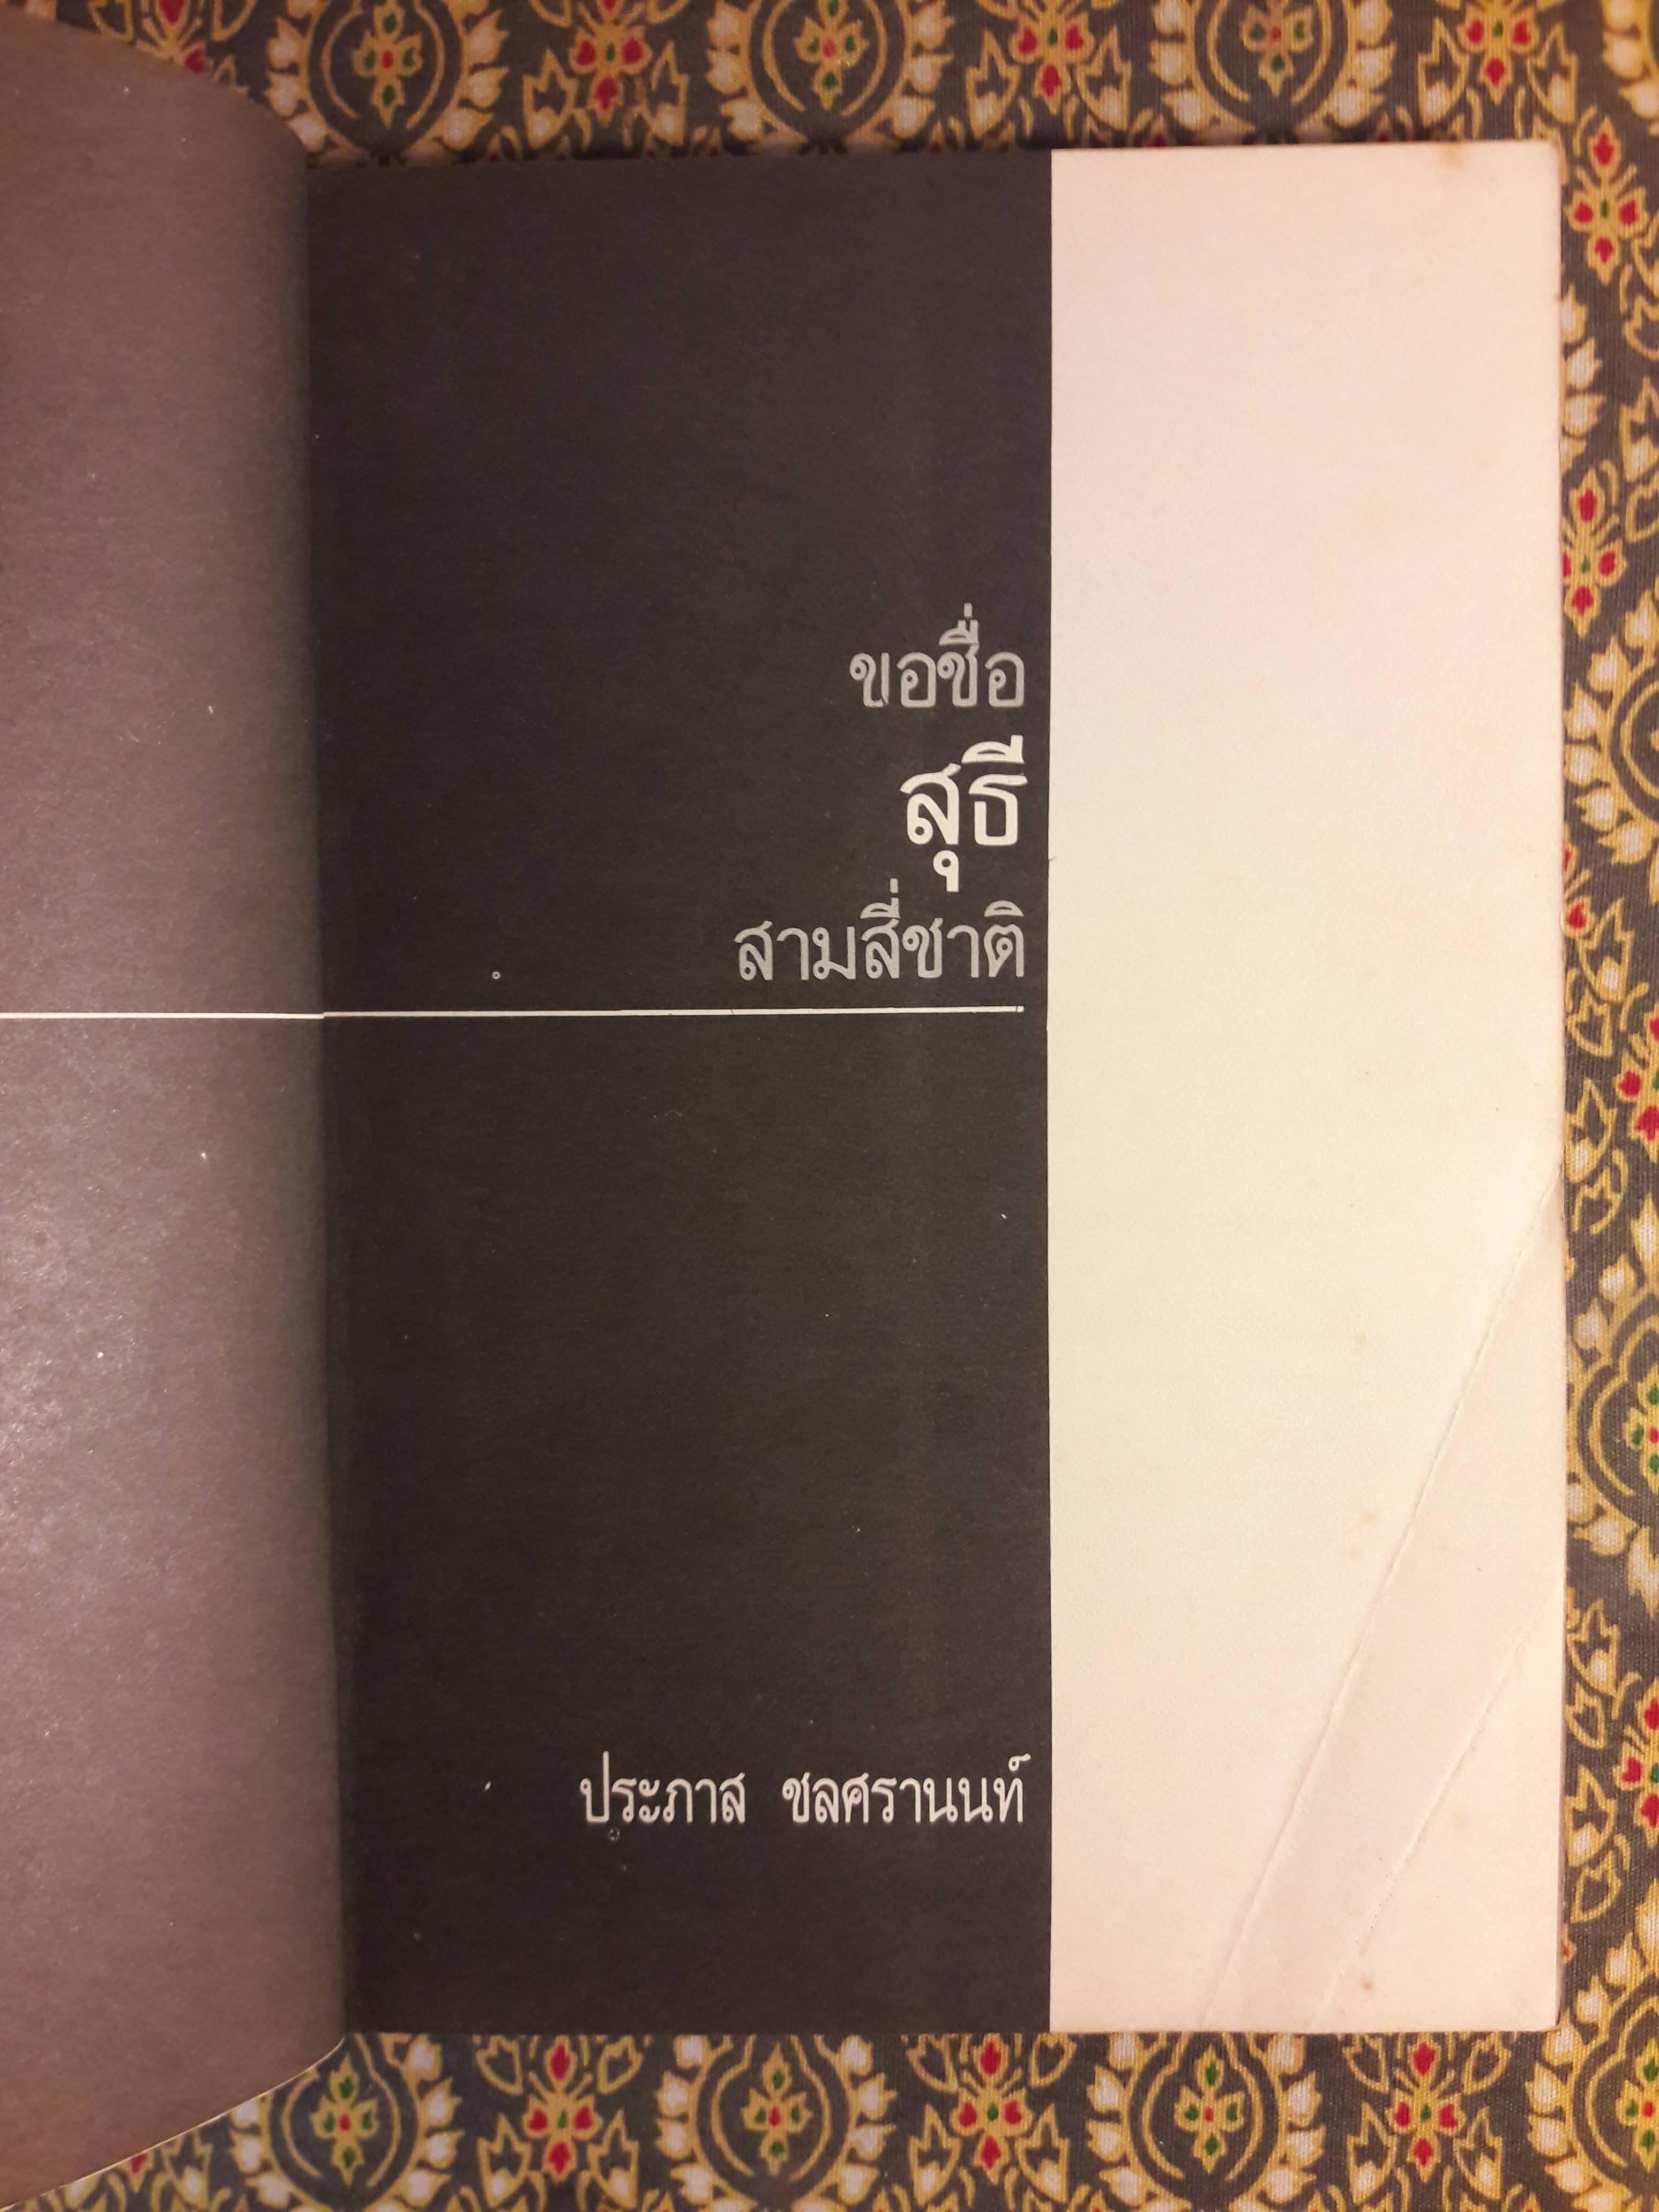 ขอชื่อ
สุธี
สามสี่ชาติ
ประภาส ชลศรานนท์